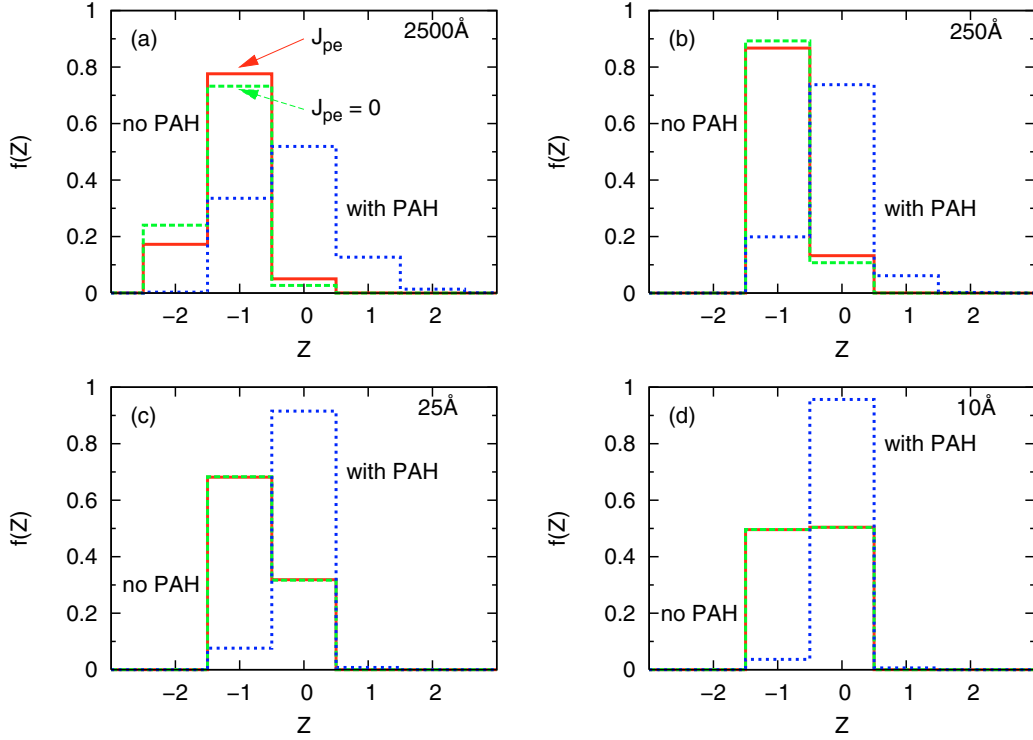 (a)
2500Å
J_pe
J_pe = 0
no PAH
with PAH
f(Z)
1
0.8
0.6
0.4
0.2
0
−2 −1 0 1 2
Z
(b)
250Å
no PAH
with PAH
f(Z)
1
0.8
0.6
0.4
0.2
0
−2 −1 0 1 2
Z
(c)
25Å
with PAH
no PAH
f(Z)
1
0.8
0.6
0.4
0.2
0
−2 −1 0 1 2
Z
(d)
10Å
with PAH
no PAH
f(Z)
1
0.8
0.6
0.4
0.2
0
−2 −1 0 1 2
Z